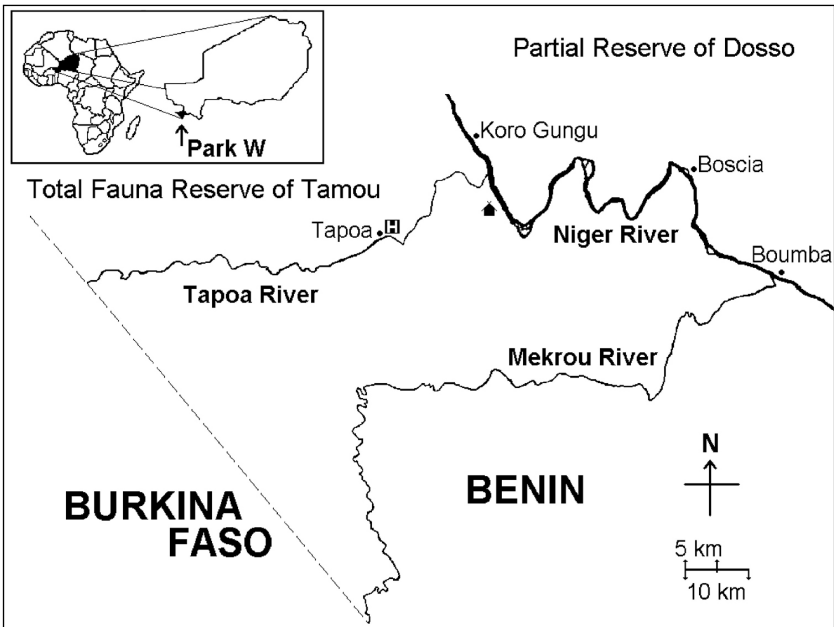 Partial Reserve of Dosso
Park W
Koro Gungu
Boscia
Total Fauna Reserve of Tamou
Tapoa
H
Niger River
Boumba
Tapoa River
Mekrou River
N
BURKINA
FASO
BENIN
5 km
10 km